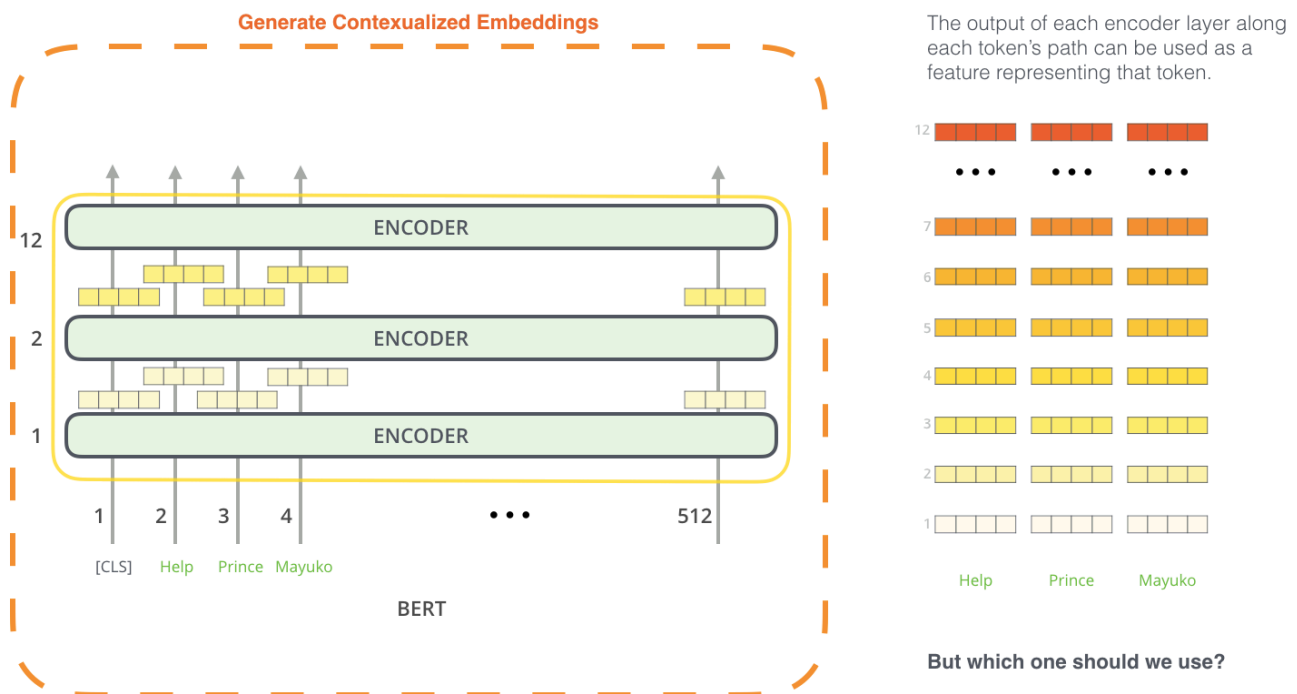 Generate Contexualized Embeddings
The output of each encoder layer along
each token's path can be used as a
feature representing that token.
12
ENCODER
2
ENCODER
1
ENCODER
1
2
3
4
• • •
512
[CLS]
Help
Prince
Mayuko
BERT
12
• • •
• • •
• • •
7
6
5
4
3
2
1
Help
Prince
Mayuko
But which one should we use?